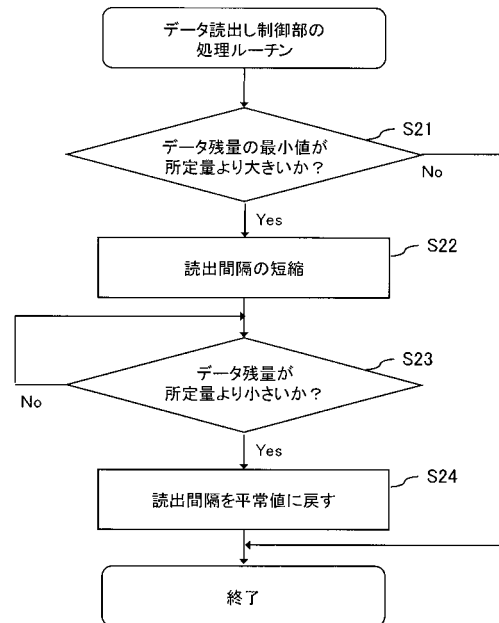 データ読出し制御部の
処理ルーチン
S21
データ残量の最小値が
所定量より大きいか？
No
Yes
S22
読出間隔の短縮
S23
データ残量が
所定量より小さいか？
No
Yes
S24
読出間隔を平常値に戻す
終了